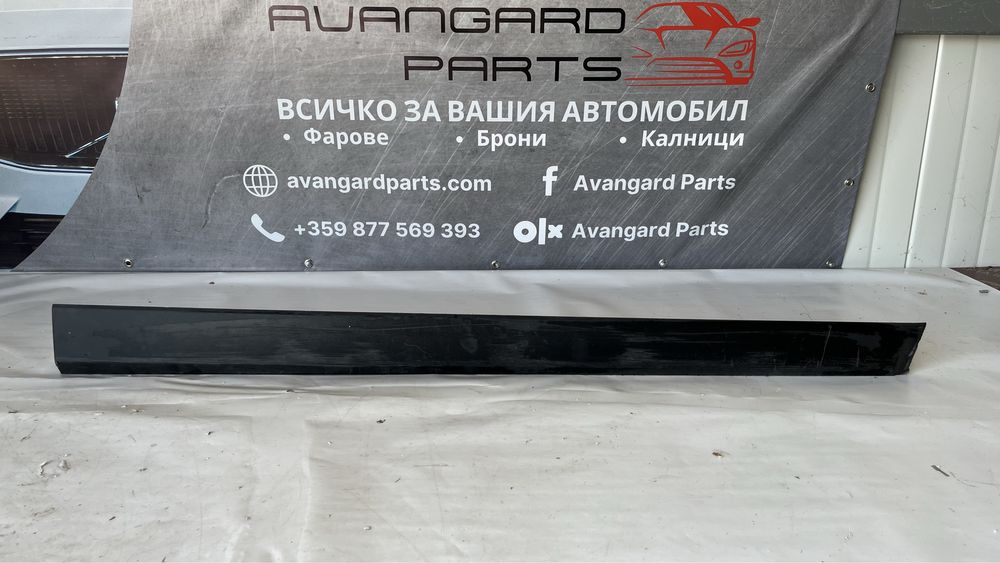 AVANGARD
PARTS
ВСИЧКО ЗА ВАШИЯ АВТОМОБИЛ
• Фарове • Брони • Калници
avangardparts.com f Avangard Parts
+359 877 569 393 olx Avangard Parts